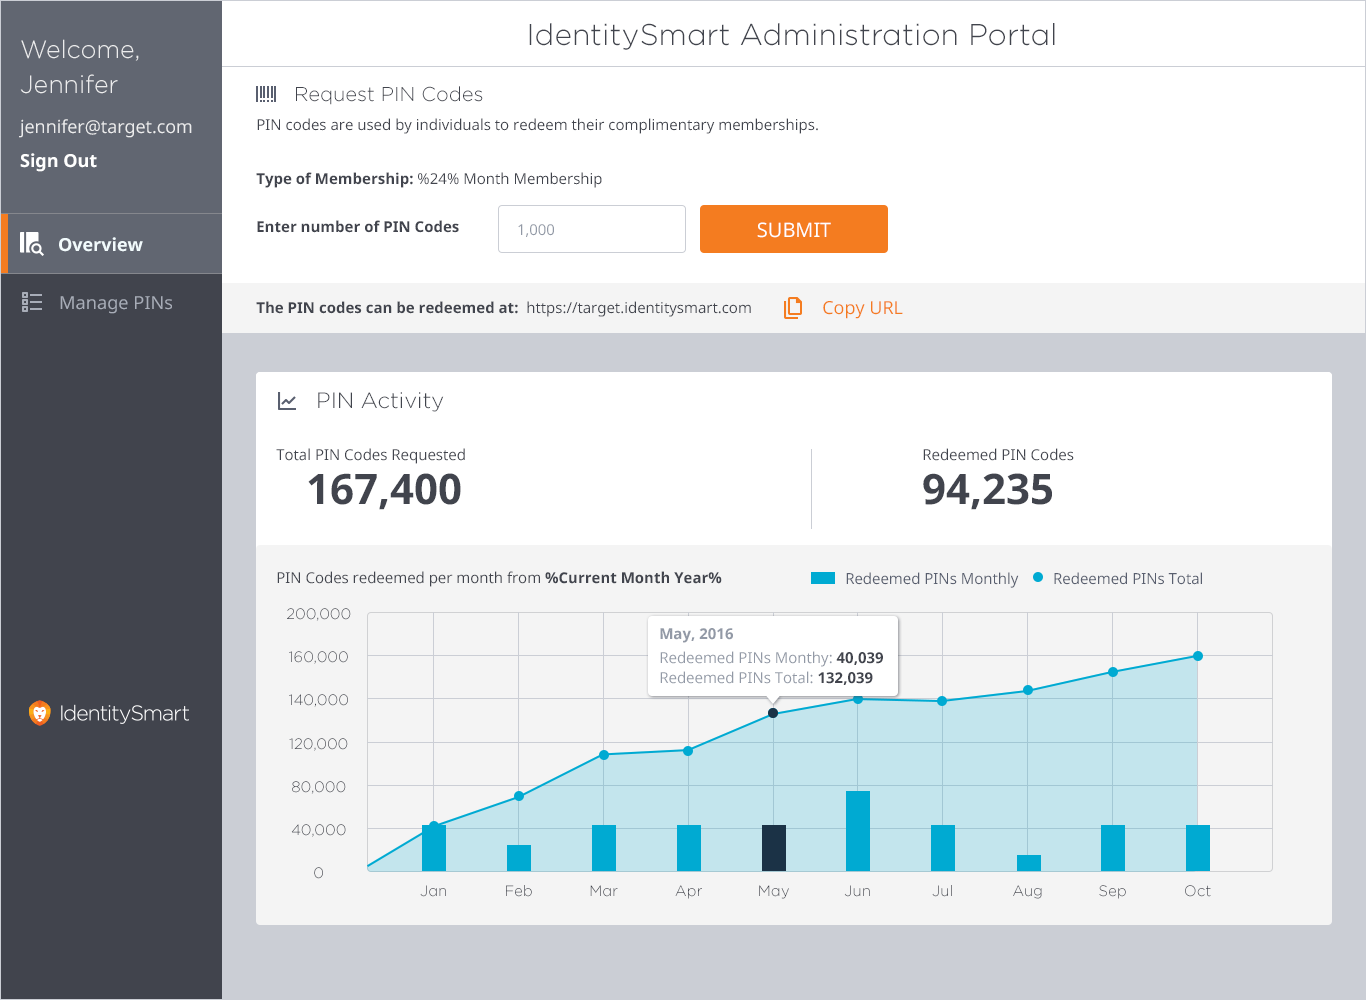 Welcome,
Jennifer
jennifer@target.com
Sign Out
Overview
Manage PINs
IdentitySmart
IdentitySmart Administration Portal
Request PIN Codes
PIN codes are used by individuals to redeem their complimentary memberships.
Type of Membership: %24% Month Membership
Enter number of PIN Codes 1,000 SUBMIT
The PIN codes can be redeemed at: https://target.identitysmart.com Copy URL
PIN Activity
Total PIN Codes Requested
167,400
Redeemed PIN Codes
94,235
PIN Codes redeemed per month from %Current Month Year%
Redeemed PINs Monthly Redeemed PINs Total
200,000
160,000
140,000
120,000
80,000
40,000
0
May, 2016
Redeemed PINs Monthy: 40,039
Redeemed PINs Total: 132,039
Jan Feb Mar Apr May Jun Jul Aug Sep Oct